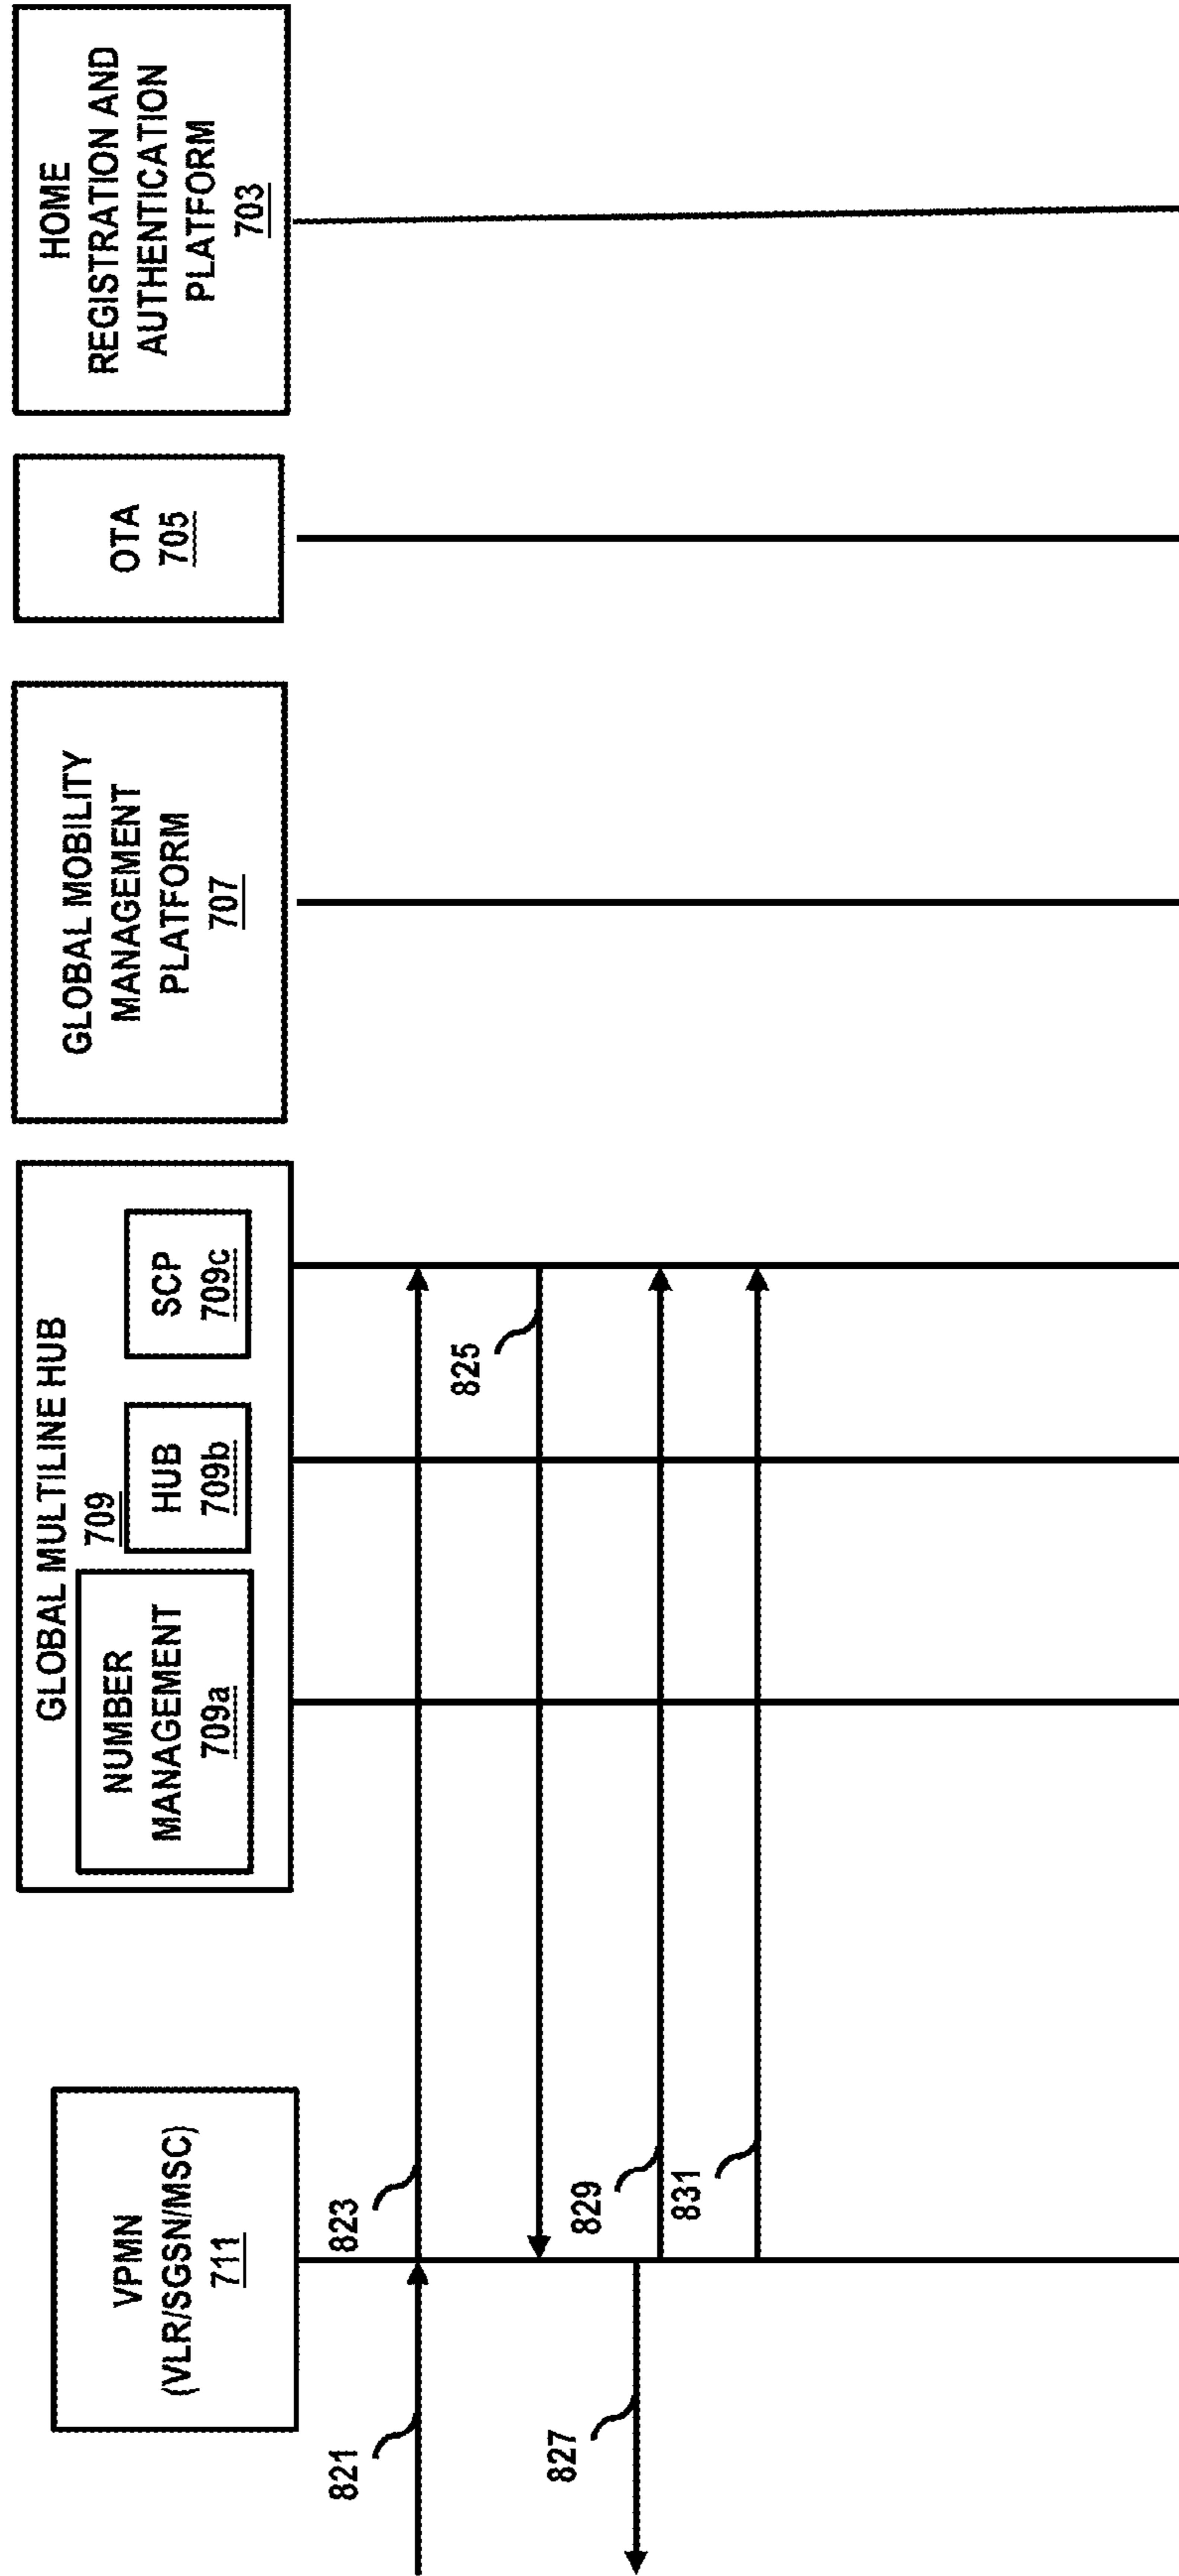 VPMN
(VLR/SGSN/MSC)
711
GLOBAL MULTILINE HUB
709
NUMBER
MANAGEMENT
709a
HUB
709b
SCP
709c
GLOBAL MOBILITY
MANAGEMENT
PLATFORM
707
OTA
705
HOME
REGISTRATION AND
AUTHENTICATION
PLATFORM
703
821
823
825
827
829
831